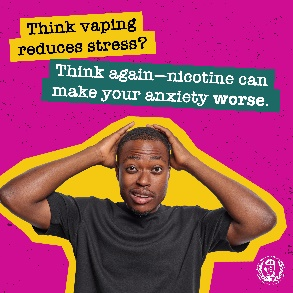 Think vaping
reduces stress?
Think again—nicotine can
make your anxiety worse.